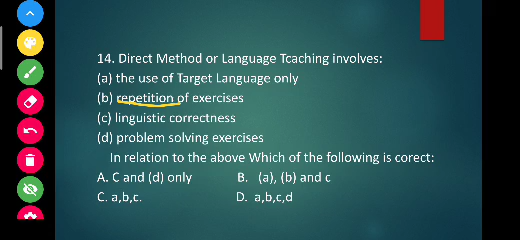 14. Direct Method or Language Tcaching involves:
(a) the use of Target Language only
(b) repetition of exercises
(c) linguistic correctness
(d) problem solving exercises
In relation to the above Which of the following is corect:
A. C and (d) only B. (a), (b) and c
C. a,b,c. D. a,b,c,d